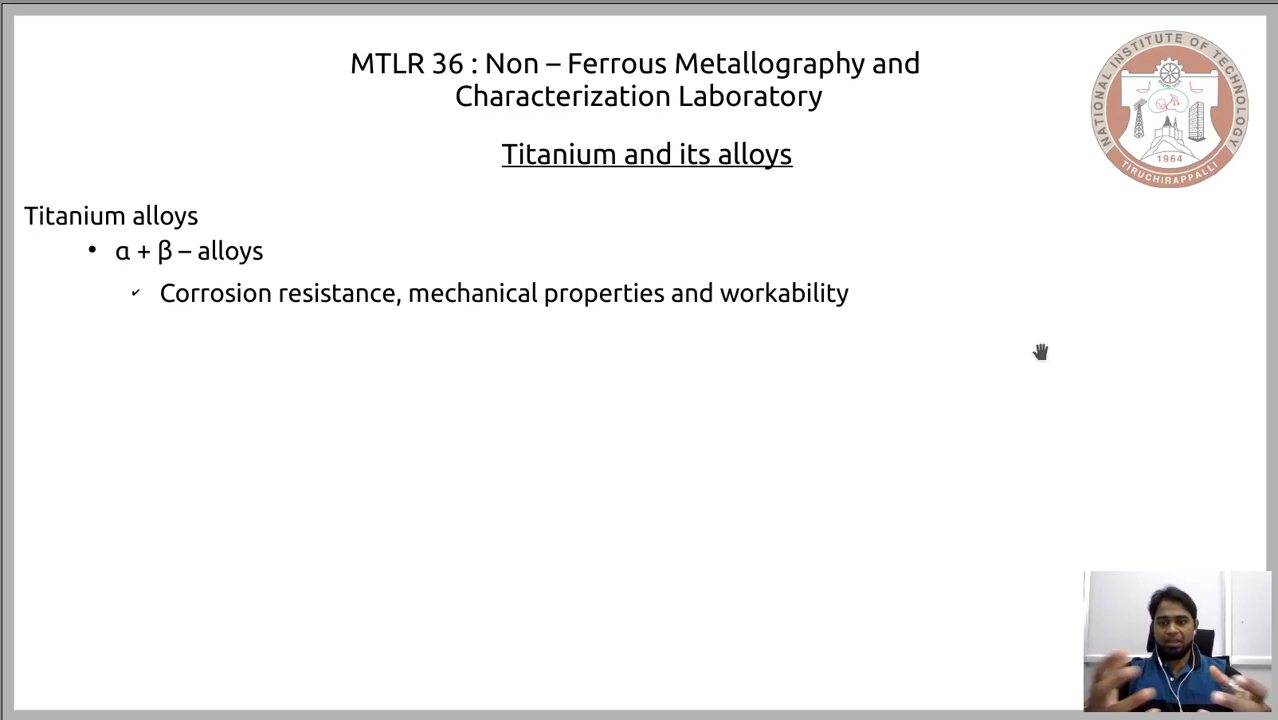 MTLR 36 : Non – Ferrous Metallography and
Characterization Laboratory
NATIONAL INSTITUTE OF TECHNOLOGY
1964
TIRUCHIRAPPALLI
Titanium and its alloys
Titanium alloys
• α + β – alloys
✓ Corrosion resistance, mechanical properties and workability